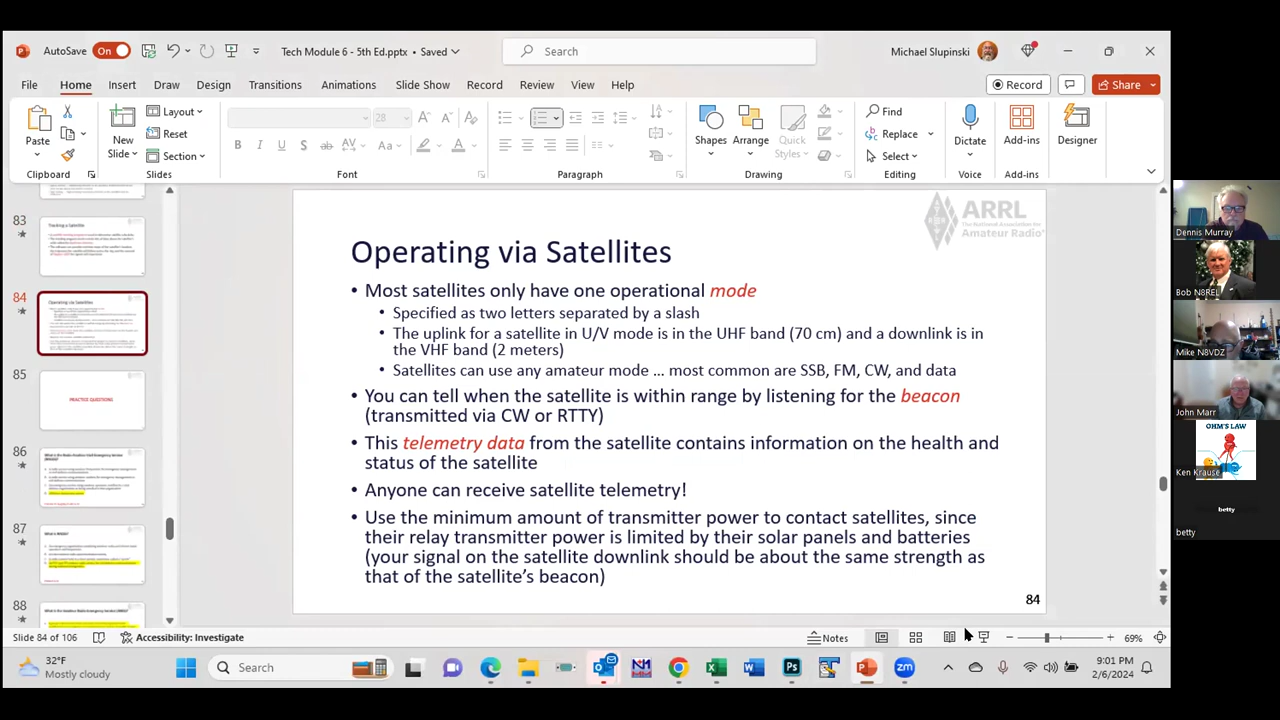 AutoSave On
Tech Module 6 - 5th Ed.pptx • Saved
Search
Michael Slupinski
File Home Insert Draw Design Transitions Animations Slide Show Record Review View Help
Record
Share
Paste
Clipboard
New Slide
Layout
Reset
Section
Slides
28
Font
Paragraph
Shapes
Arrange
Quick Styles
Drawing
Find
Replace
Select
Editing
Dictate
Voice
Add-ins
Add-ins
Designer
83
Tracking a Satellite
84
Operating via Satellites
85
PRACTICE QUESTIONS
86
87
88
ARRL
The National Association for
Amateur Radio
Operating via Satellites
• Most satellites only have one operational mode
• Specified as two letters separated by a slash
• The uplink for a satellite in U/V mode is in the UHF band (70 cm) and a downlink is in
the VHF band (2 meters)
• Satellites can use any amateur mode … most common are SSB, FM, CW, and data
• You can tell when the satellite is within range by listening for the beacon
(transmitted via CW or RTTY)
• This telemetry data from the satellite contains information on the health and
status of the satellite
• Anyone can receive satellite telemetry!
• Use the minimum amount of transmitter power to contact satellites, since
their relay transmitter power is limited by their solar panels and batteries
(your signal on the satellite downlink should be about the same strength as
that of the satellite's beacon)
84
Dennis Murray
Bob N8REL
Mike N8VDZ
John Marr
OHM'S LAW
Ken Krause
betty
betty
Slide 84 of 106
Accessibility: Investigate
Notes
69%
32°F
Mostly cloudy
Search
zm
9:01 PM
2/6/2024